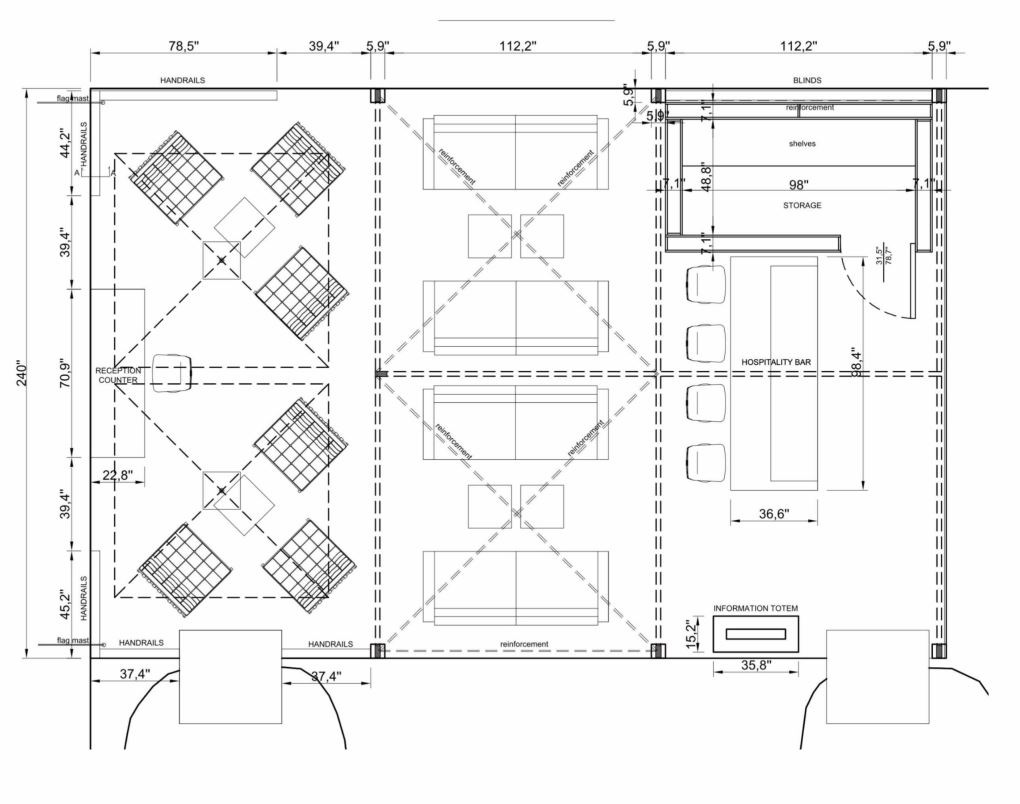 78,5"
39,4"
5,9"
112,2"
5,9"
112,2"
5,9"
HANDRAILS
BLINDS
flag mast
5,9"
7,1"
reinforcement
5,9"
44,2"
HANDRAILS
A
A
reinforcement
reinforcement
shelves
7,1"
48,8"
98"
7,1"
STORAGE
39,4"
7,1"
31,5"
78,7"
240"
70,9"
RECEPTION
COUNTER
HOSPITALITY BAR
98,4"
reinforcement
reinforcement
22,8"
39,4"
36,6"
45,2"
HANDRAILS
INFORMATION TOTEM
15,2"
flag mast
HANDRAILS
HANDRAILS
reinforcement
35,8"
37,4"
37,4"